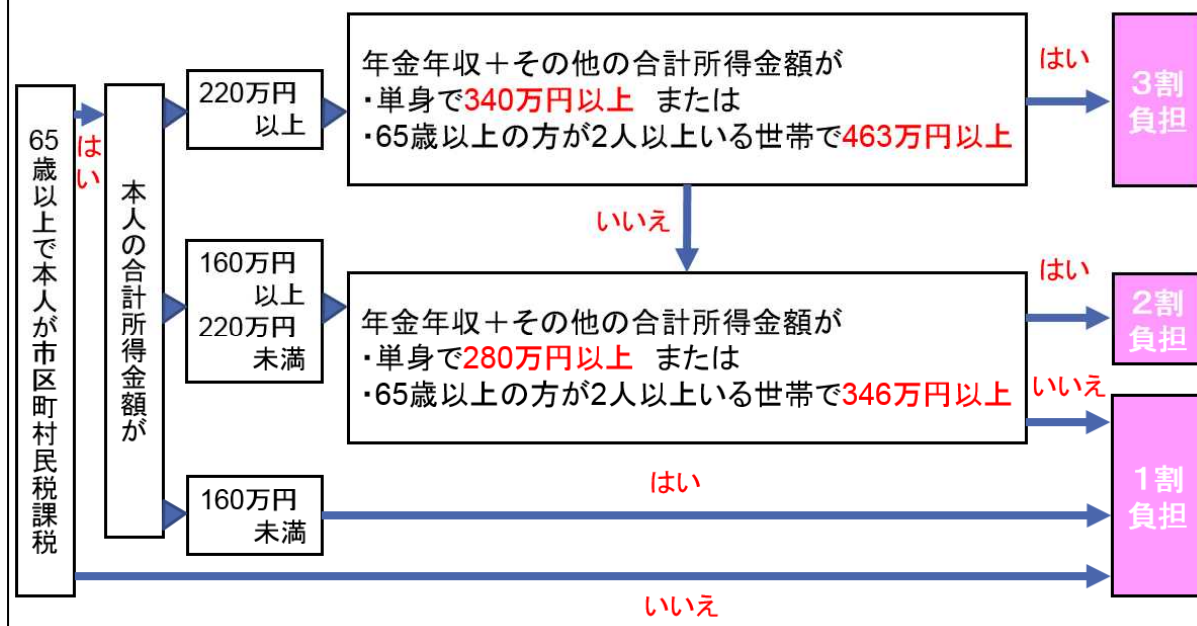 65歳以上で本人が市区町村民税課税
はい
本人の合計所得金額が
220万円
以上
年金年収＋その他の合計所得金額が
・単身で340万円以上　または
・65歳以上の方が2人以上いる世帯で463万円以上
はい
3割
負担
いいえ
160万円
以上
220万円
未満
年金年収＋その他の合計所得金額が
・単身で280万円以上　または
・65歳以上の方が2人以上いる世帯で346万円以上
はい
2割
負担
いいえ
160万円
未満
はい
1割
負担
いいえ